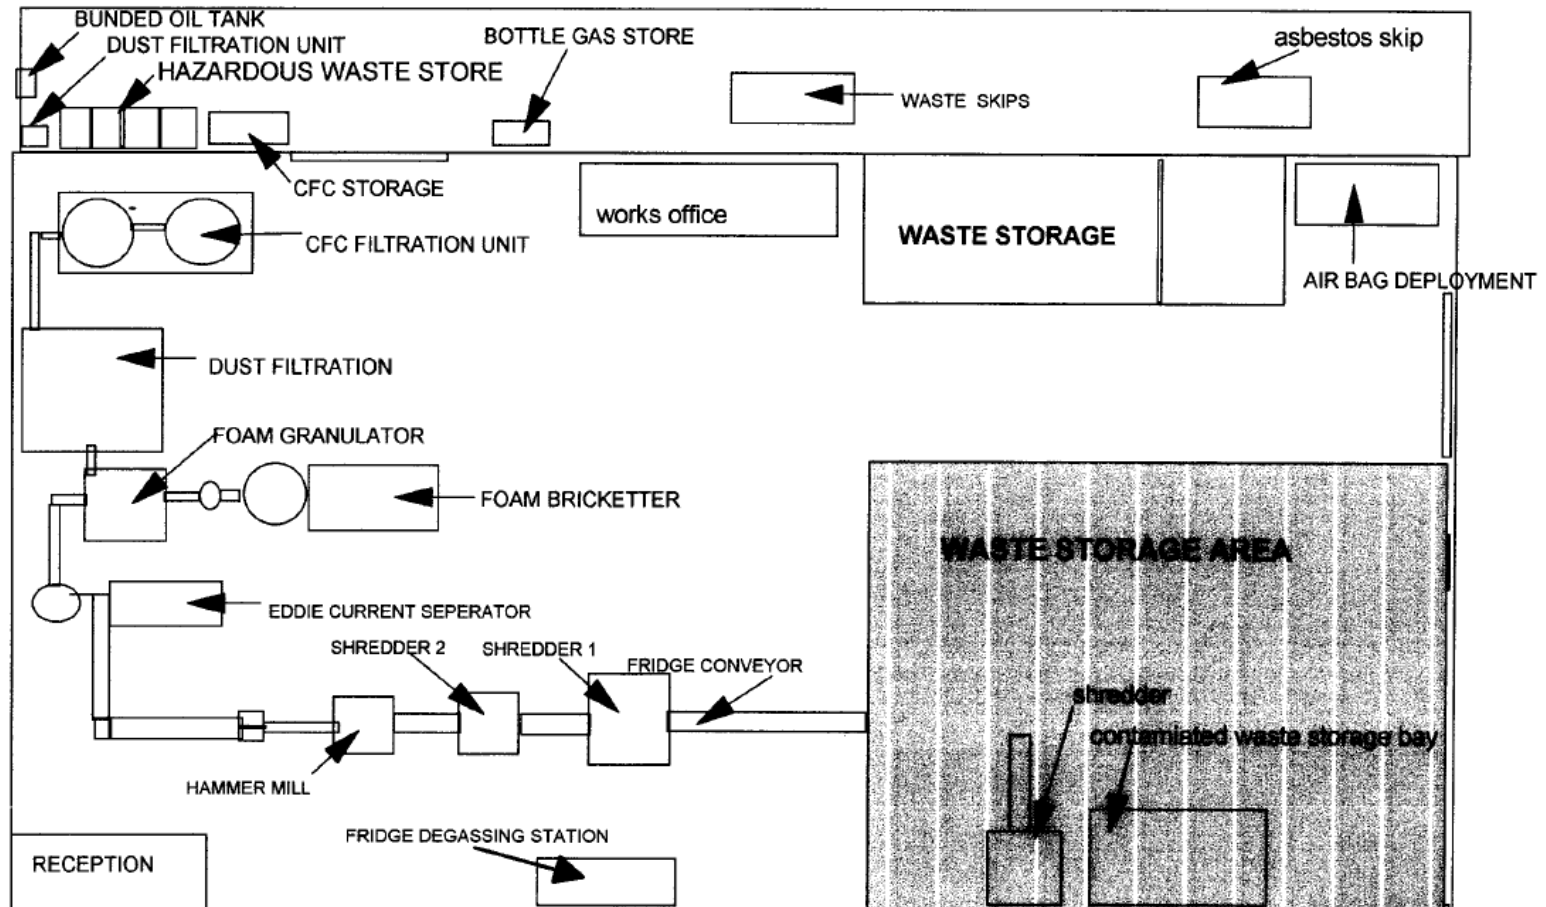 BUNDED OIL TANK
DUST FILTRATION UNIT
HAZARDOUS WASTE STORE
BOTTLE GAS STORE
asbestos skip
WASTE SKIPS
CFC STORAGE
works office
CFC FILTRATION UNIT
WASTE STORAGE
AIR BAG DEPLOYMENT
DUST FILTRATION
FOAM GRANULATOR
FOAM BRICKETTER
WASTE STORAGE AREA
EDDIE CURRENT SEPERATOR
SHREDDER 2
SHREDDER 1
FRIDGE CONVEYOR
shredder
contamiated waste storage bay
HAMMER MILL
FRIDGE DEGASSING STATION
RECEPTION